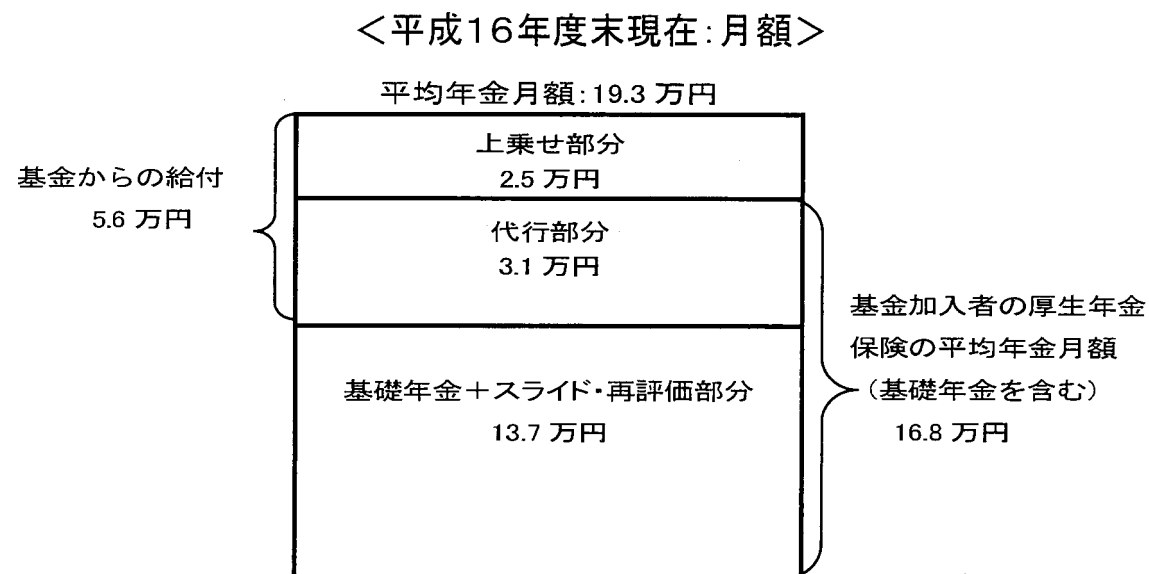 ＜平成16年度末現在：月額＞
平均年金月額：19.3 万円
上乗せ部分
2.5 万円
基金からの給付
5.6 万円
代行部分
3.1 万円
基金加入者の厚生年金
保険の平均年金月額
（基礎年金を含む）
16.8 万円
基礎年金＋スライド・再評価部分
13.7 万円